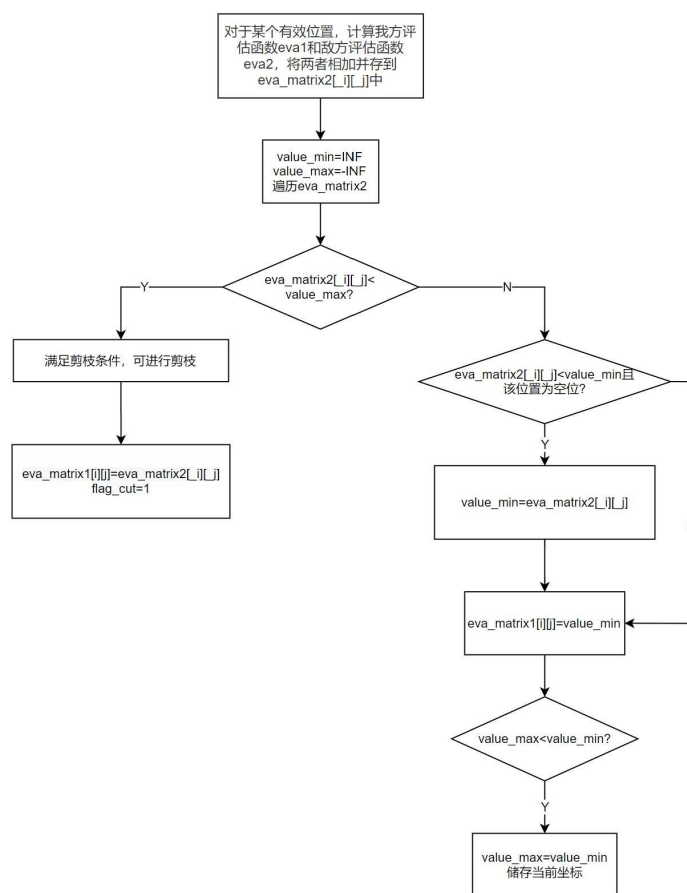 对于某个有效位置，计算我方评
估函数eva1和敌方评估函数
eva2，将两者相加并存到
eva_matrix2[_i][_j]中
value_min=INF
value_max=-INF
遍历eva_matrix2
eva_matrix2[_i][_j]<
value_max?
Y
N
满足剪枝条件，可进行剪枝
eva_matrix2[_i][_j]<value_min且
该位置为空位?
eva_matrix1[i][j]=eva_matrix2[_i][_j]
flag_cut=1
Y
value_min=eva_matrix2[_i][_j]
eva_matrix1[i][j]=value_min
value_max<value_min?
Y
value_max=value_min
储存当前坐标